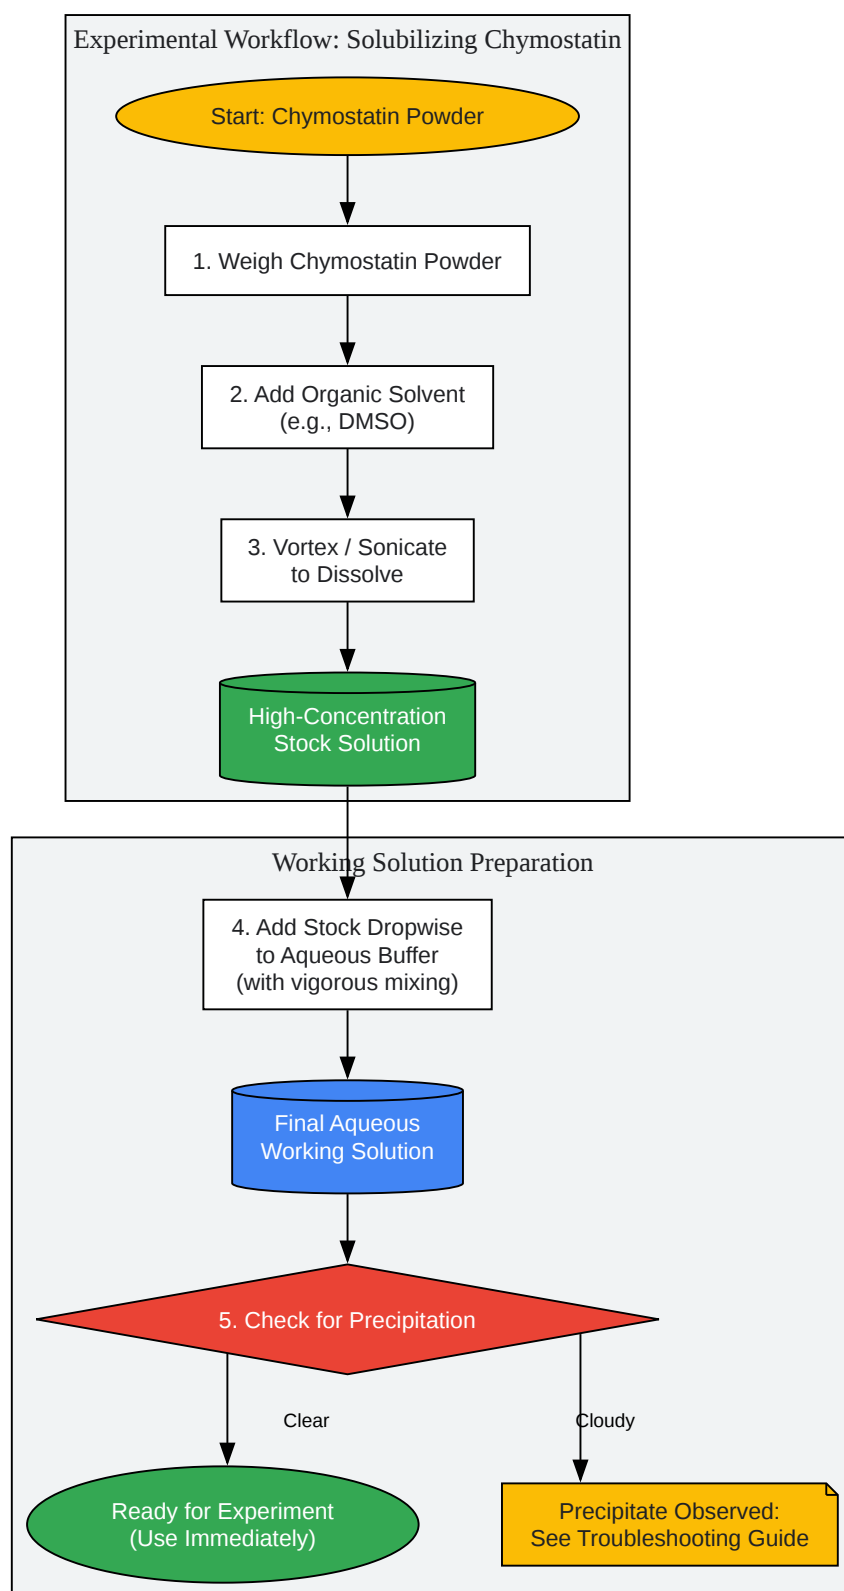 Experimental Workflow: Solubilizing Chymostatin
Start: Chymostatin Powder
1. Weigh Chymostatin Powder
2. Add Organic Solvent
(e.g., DMSO)
3. Vortex / Sonicate
to Dissolve
High-Concentration
Stock Solution
Working Solution Preparation
4. Add Stock Dropwise
to Aqueous Buffer
(with vigorous mixing)
Final Aqueous
Working Solution
5. Check for Precipitation
Clear
Cloudy
Ready for Experiment
(Use Immediately)
Precipitate Observed:
See Troubleshooting Guide